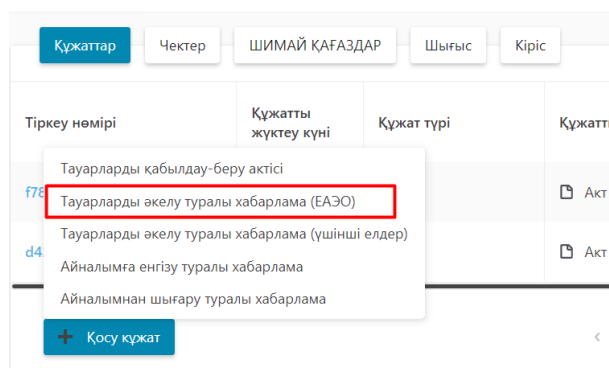 Құжаттар Чектер ШИМАЙ ҚАҒАЗДАР Шығыс Кіріс
Тіркеу нөмірі Құжатты жүктеу күні Құжат түрі
Тауарларды қабылдау-беру актісі
f78 Акт
Тауарларды әкелу туралы хабарлама (ЕАЭО)
Тауарларды әкелу туралы хабарлама (үшінші елдер)
d4 Акт
Айналымға енгізу туралы хабарлама
Айналымнан шығару туралы хабарлама
Қосу құжат